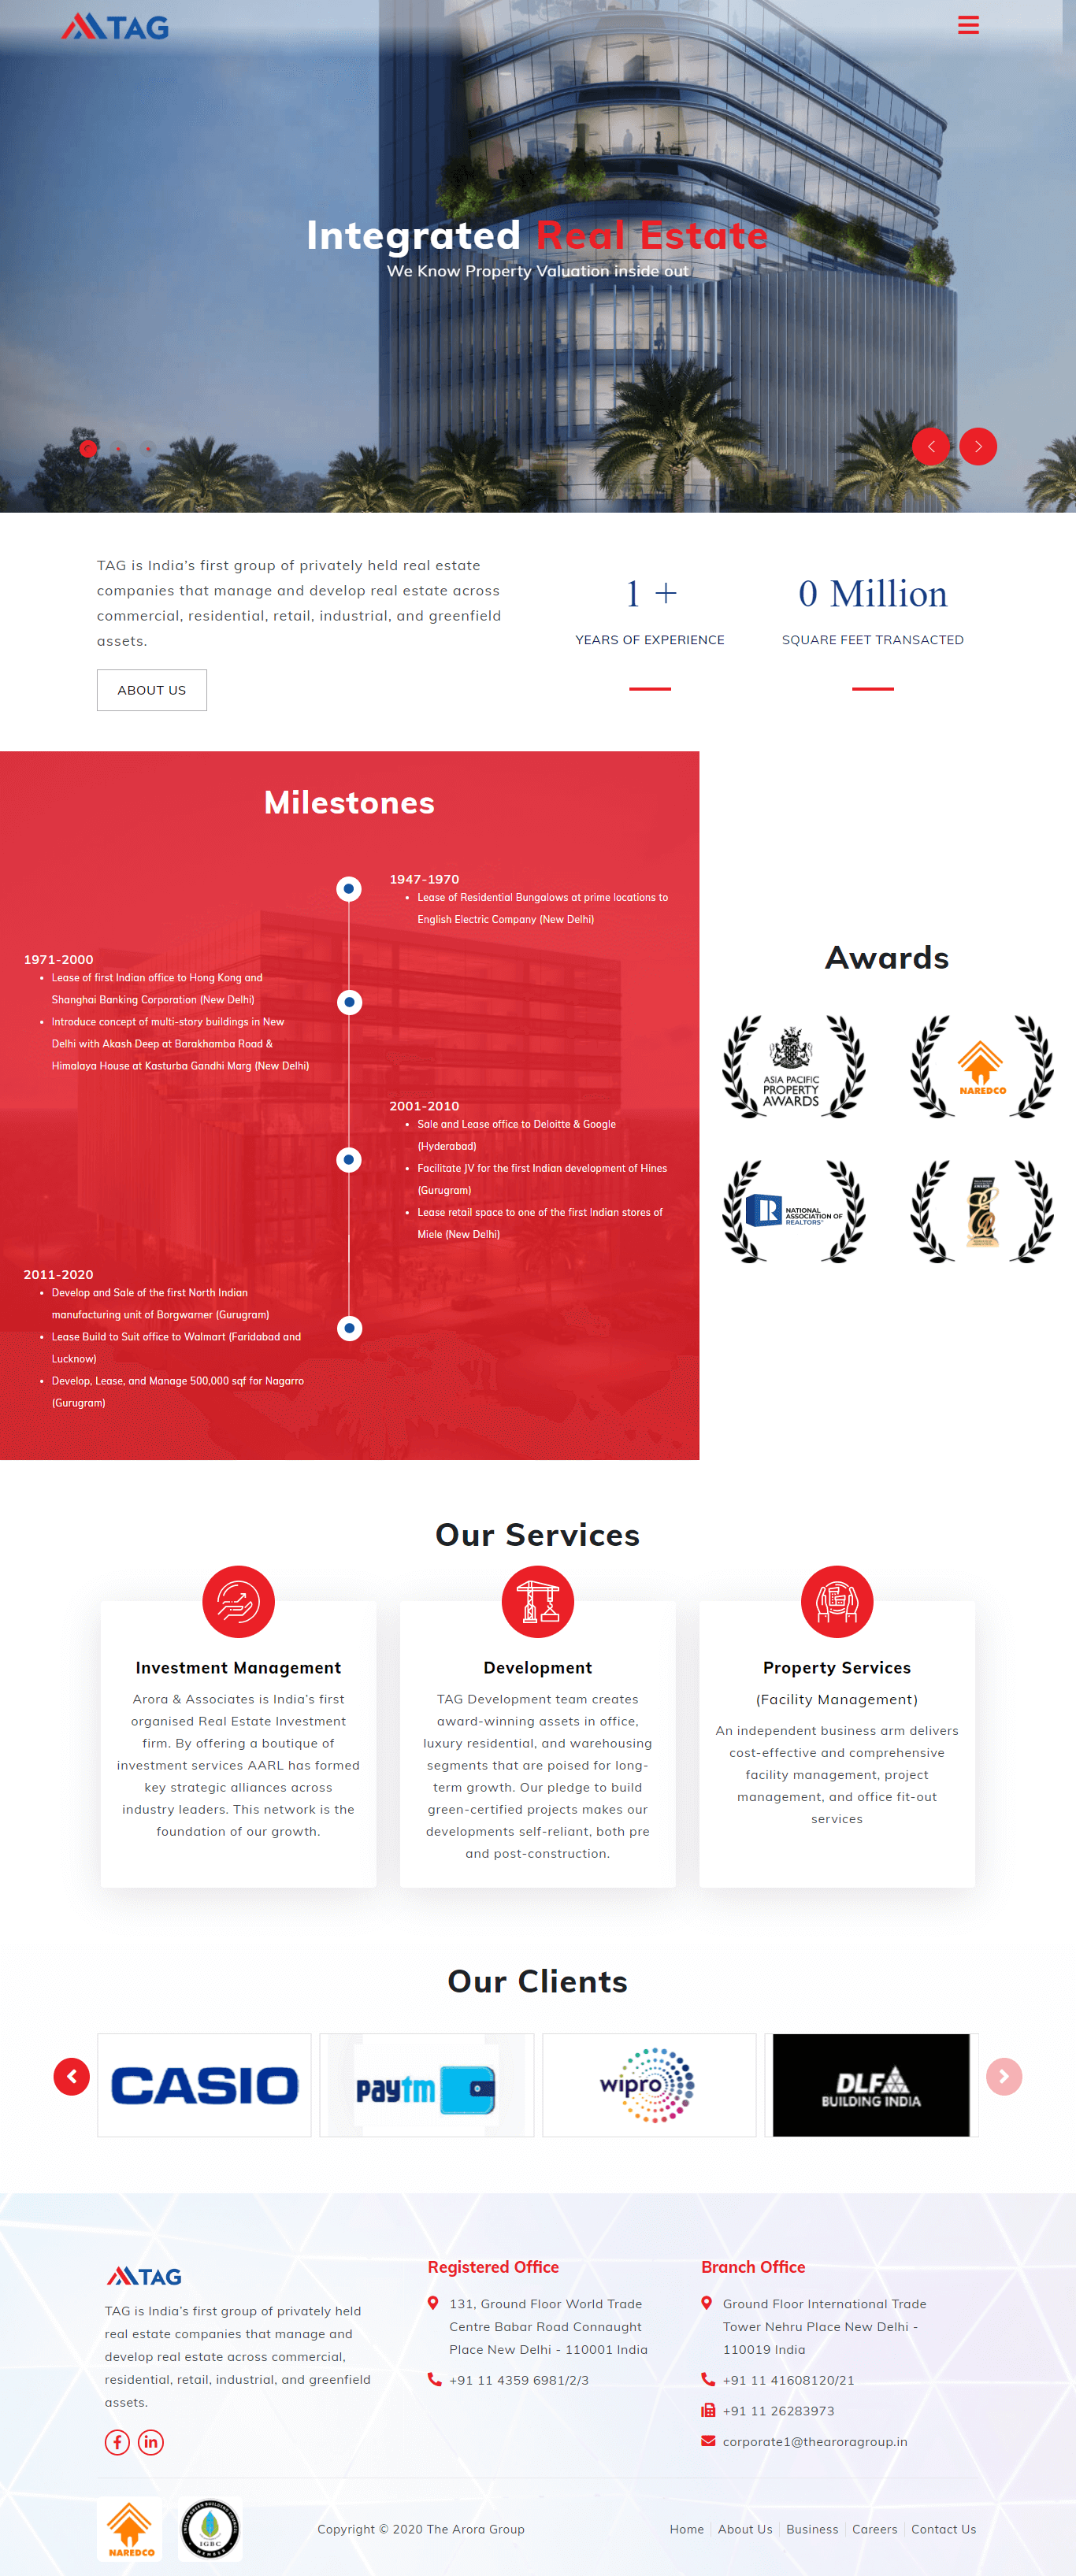 TAG
Integrated Real Estate
We Know Property Valuation inside out
TAG is India's first group of privately held real estate
companies that manage and develop real estate across
commercial, residential, retail, industrial, and greenfield
assets.
ABOUT US
1 +
YEARS OF EXPERIENCE
0 Million
SQUARE FEET TRANSACTED
Milestones
1947-1970
Lease of Residential Bungalows at prime locations to
English Electric Company (New Delhi)
1971-2000
Lease of first Indian office to Hong Kong and
Shanghai Banking Corporation (New Delhi)
Introduce concept of multi-story buildings in New
Delhi with Akash Deep at Barakhamba Road &
Himalaya House at Kasturba Gandhi Marg (New Delhi)
2001-2010
Sale and Lease office to Deloitte & Google
(Hyderabad)
Facilitate JV for the first Indian development of Hines
(Gurugram)
Lease retail space to one of the first Indian stores of
Miele (New Delhi)
2011-2020
Develop and Sale of the first North Indian
manufacturing unit of Borgwarner (Gurugram)
Lease Build to Suit office to Walmart (Faridabad and
Lucknow)
Develop, Lease, and Manage 500,000 sqf for Nagarro
(Gurugram)
Awards
ASIA PACIFIC
PROPERTY
AWARDS
NAREDCO
NATIONAL
ASSOCIATION OF
REALTORS®
Our Services
Investment Management
Arora & Associates is India's first
organised Real Estate Investment
firm. By offering a boutique of
investment services AARL has formed
key strategic alliances across
industry leaders. This network is the
foundation of our growth.
Development
TAG Development team creates
award-winning assets in office,
luxury residential, and warehousing
segments that are poised for long-
term growth. Our pledge to build
green-certified projects makes our
developments self-reliant, both pre
and post-construction.
Property Services
(Facility Management)
An independent business arm delivers
cost-effective and comprehensive
facility management, project
management, and office fit-out
services
Our Clients
CASIO
paytm
wipro
DLF
BUILDING INDIA
TAG
TAG is India's first group of privately held
real estate companies that manage and
develop real estate across commercial,
residential, retail, industrial, and greenfield
assets.
Registered Office
131, Ground Floor World Trade
Centre Babar Road Connaught
Place New Delhi - 110001 India
+91 11 4359 6981/2/3
Branch Office
Ground Floor International Trade
Tower Nehru Place New Delhi -
110019 India
+91 11 41608120/21
+91 11 26283973
corporate1@thearoragroup.in
NAREDCO
INDIAN GREEN BUILDING COUNCIL
IGBC
MEMBER
Copyright © 2020 The Arora Group
Home
About Us
Business
Careers
Contact Us